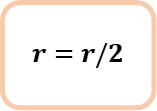 r = r/2